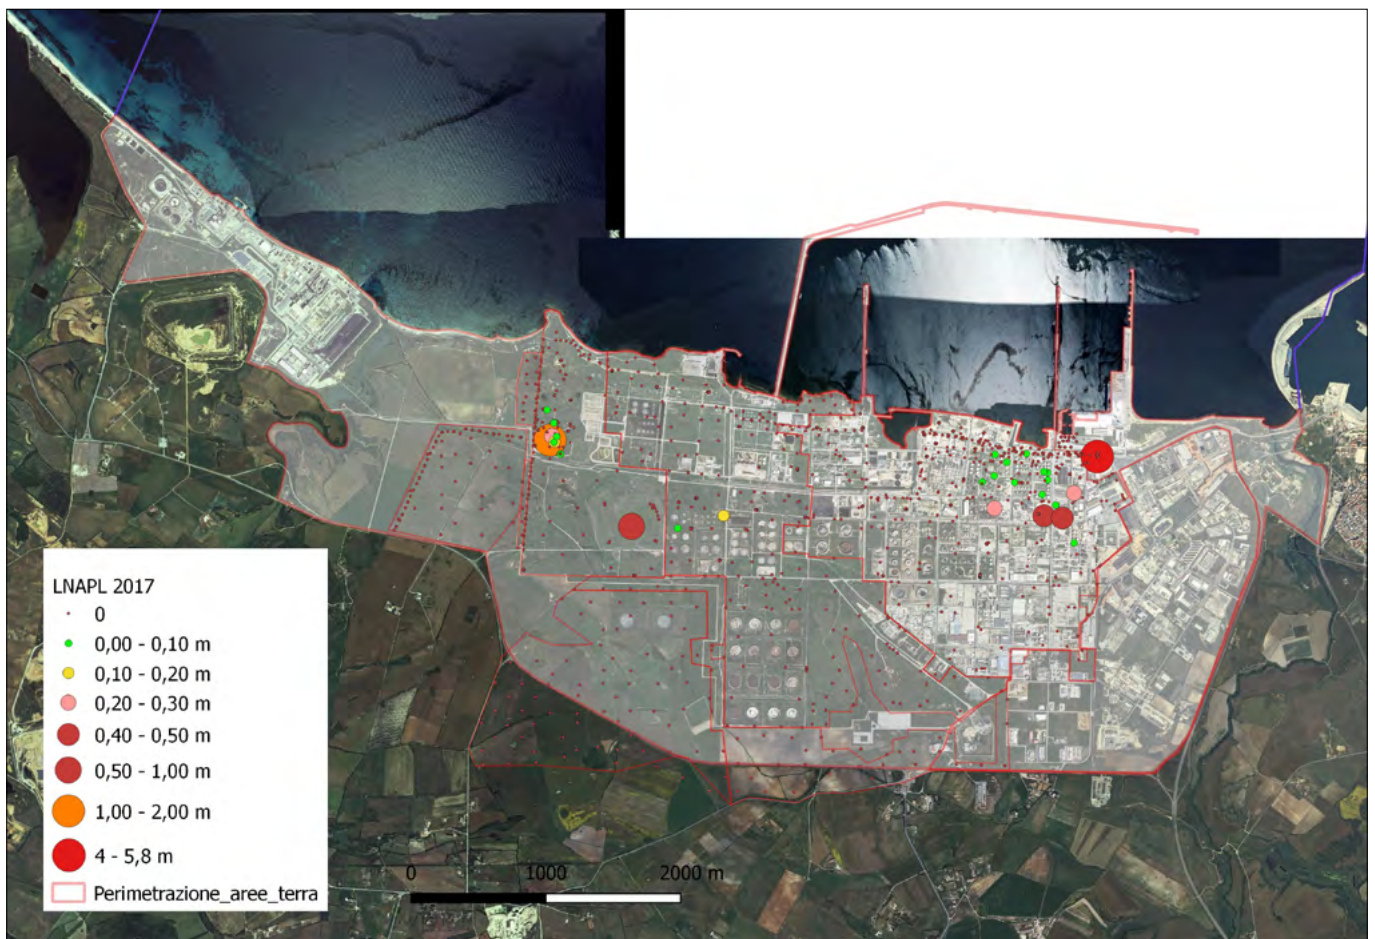 LNAPL 2017
0
0,00 - 0,10 m
0,10 - 0,20 m
0,20 - 0,30 m
0,40 - 0,50 m
0,50 - 1,00 m
1,00 - 2,00 m
4 - 5,8 m
Perimetrazione_aree_terra
0 1000 2000 m